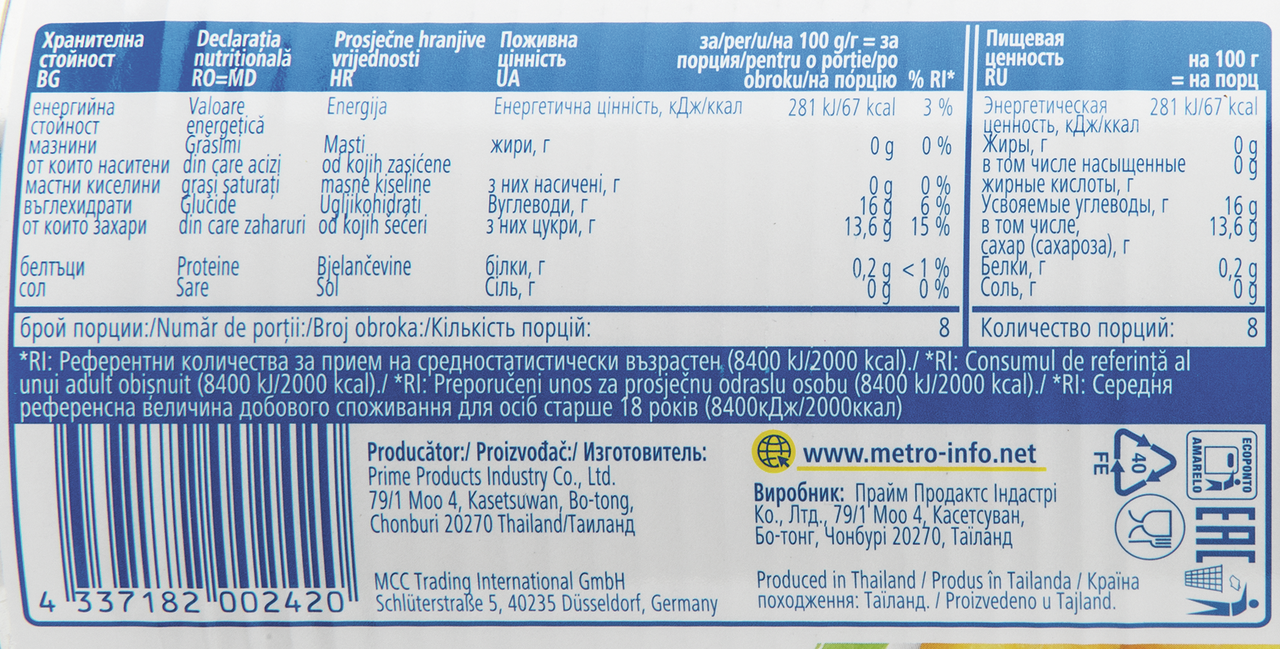 Хранителна стойност BG
Declarația nutrițională RO=MD
Prosječne hranjive vrijednosti HR
Поживна цінність UA
за/per/u/на 100 g/г = за порция/pentru o porție/po obroku/на порцію % RI*
енергийна стойност Valoare energetică Energija Енергетична цінність, кДж/ккал 281 kJ/67 kcal 3 %
мазнини Grăsimi Masti жири, г 0 g 0 %
от които наситени мастни киселини din care acizi grași saturați od kojih zasićene masne kiseline з них насичені, г 0 g 0 %
въглехидрати Glucide Ugljikohidrati Вуглеводи, г 16 g 6 %
от които захари din care zaharuri od kojih šećeri з них цукри, г 13,6 g 15 %
белтъци Proteine Bjelančevine білки, г 0,2 g < 1 %
сол Sare Sol Сіль, г 0 g 0 %
брой порции:/Număr de porții:/Broj obroka:/Кількість порцій: 8
Пищевая ценность RU
на 100 г = на порц
Энергетическая ценность, кДж/ккал 281 kJ/67 kcal
Жиры, г 0 g
в том числе насыщенные жирные кислоты, г 0 g
Усвояемые углеводы, г 16 g
в том числе, сахар (сахароза), г 13,6 g
Белки, г 0,2 g
Соль, г 0 g
Количество порций: 8
*RI: Референтни количества за прием на средностатистически възрастен (8400 kJ/2000 kcal)./ *RI: Consumul de referință al
unui adult obișnuit (8400 kJ/2000 kcal)./ *RI: Preporučeni unos za prosječnu odraslu osobu (8400 kJ/2000 kcal)./ *RI: Середня
референсна величина добового споживання для осіб старше 18 років (8400кДж/2000ккал)
4 337182 002420
Producător:/ Proizvođač:/ Изготовитель:
Prime Products Industry Co., Ltd.
79/1 Moo 4, Kasetsuwan, Bo-tong,
Chonburi 20270 Thailand/Таиланд
MCC Trading International GmbH
Schlüterstraße 5, 40235 Düsseldorf, Germany
www.metro-info.net
Виробник: Прайм Продактс Індастрі
Ко., Лтд., 79/1 Моо 4, Касетсуван,
Бо-тонг, Чонбурі 20270, Таїланд
Produced in Thailand / Produs în Tailanda / Країна
походження: Таїланд. / Proizvedeno u Tajland.
40
FE
ECOPONTO
AMARELO
EAC